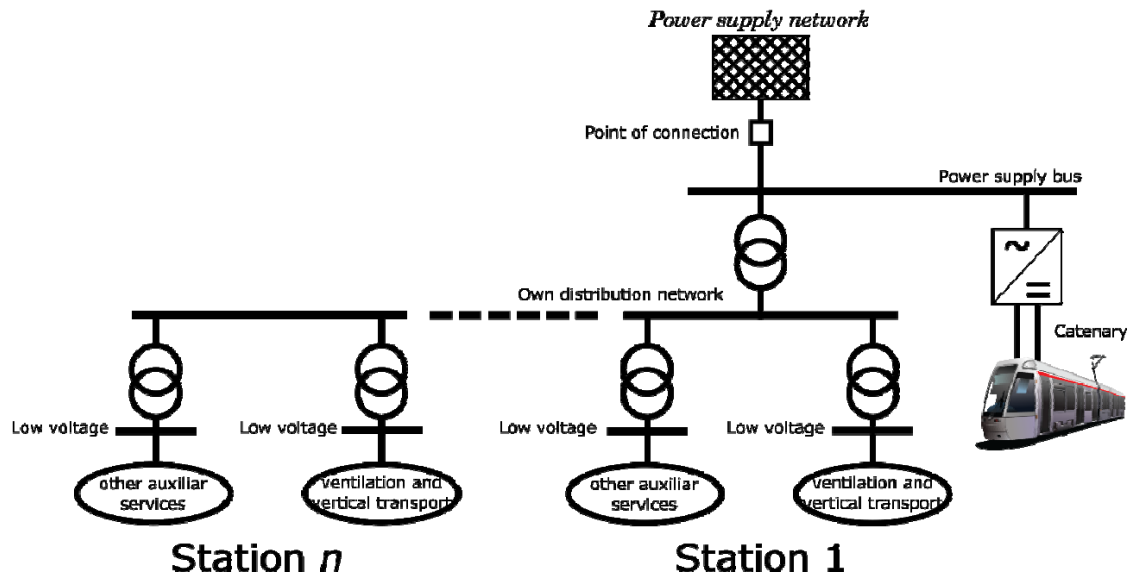 Power supply network
Point of connection
Power supply bus
~
=
Own distribution network
Catenary
Low voltage
Low voltage
Low voltage
Low voltage
other auxiliar
services
ventilation and
vertical transport
other auxiliar
services
ventilation and
vertical transport
Station n
Station 1